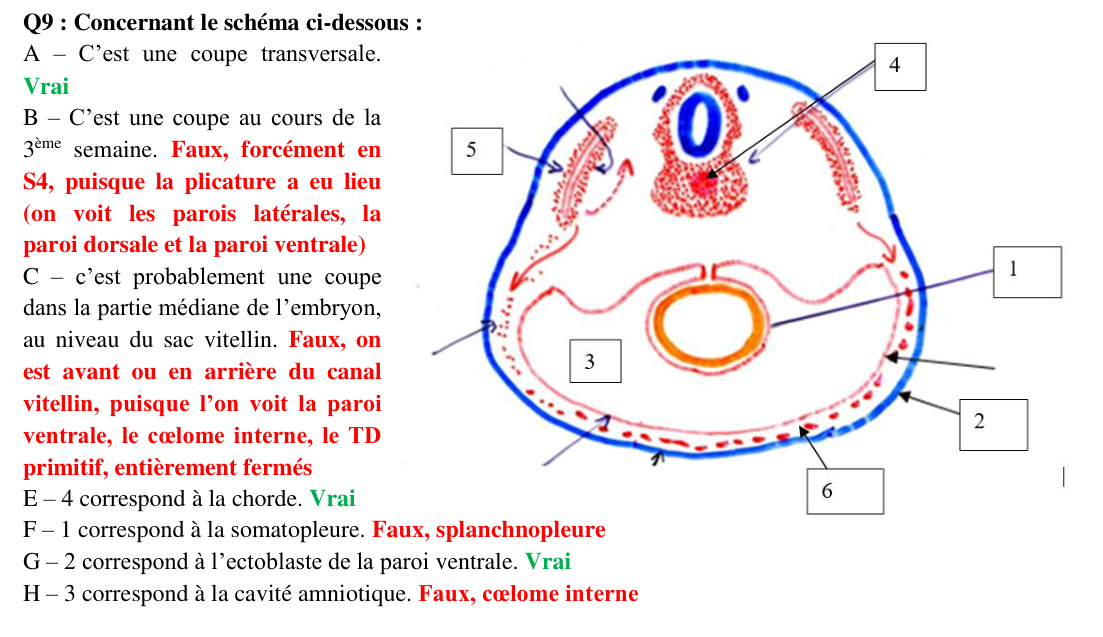 Q9 : Concernant le schéma ci-dessous :
A – C’est une coupe transversale.
Vrai
B – C’est une coupe au cours de la
3ème semaine. Faux, forcément en
S4, puisque la plicature a eu lieu
(on voit les parois latérales, la
paroi dorsale et la paroi ventrale)
C – c’est probablement une coupe
dans la partie médiane de l’embryon,
au niveau du sac vitellin. Faux, on
est avant ou en arrière du canal
vitellin, puisque l’on voit la paroi
ventrale, le cœlome interne, le TD
primitif, entièrement fermés
E – 4 correspond à la chorde. Vrai
F – 1 correspond à la somatopleure. Faux, splanchnopleure
G – 2 correspond à l’ectoblaste de la paroi ventrale. Vrai
H – 3 correspond à la cavité amniotique. Faux, cœlome interne
4
5
1
3
2
6